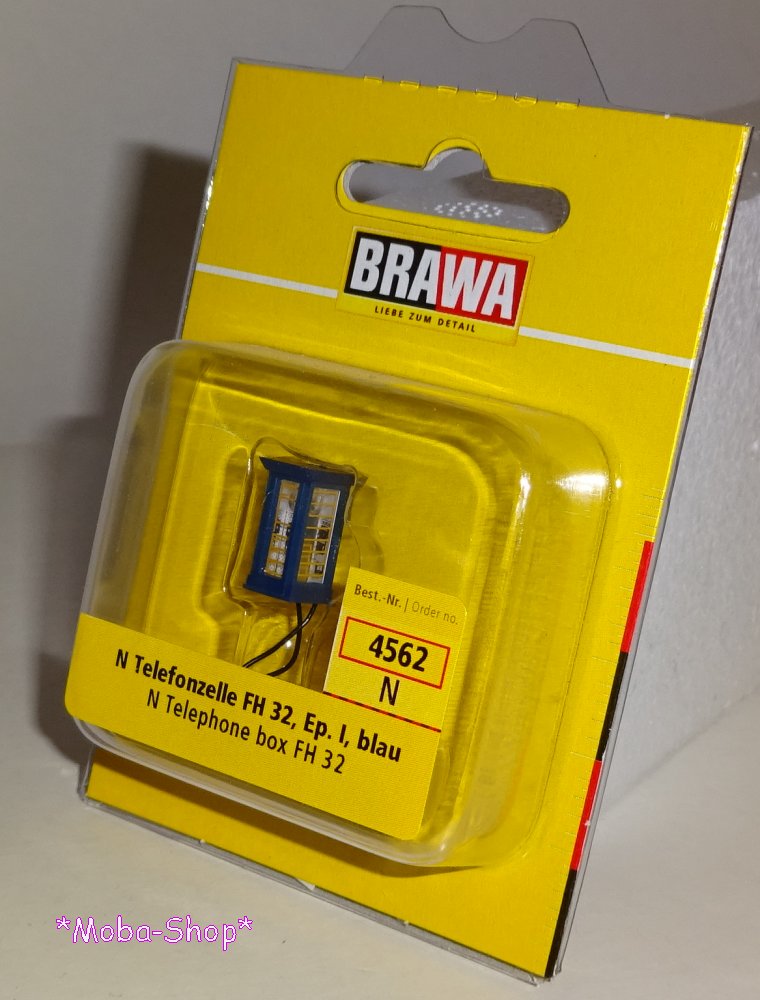 BRAWA
LIEBE ZUM DETAIL
Best.-Nr. | Order no.
4562
N
N Telefonzelle FH 32, Ep. I, blau
N Telephone box FH 32
*Moba-Shop*